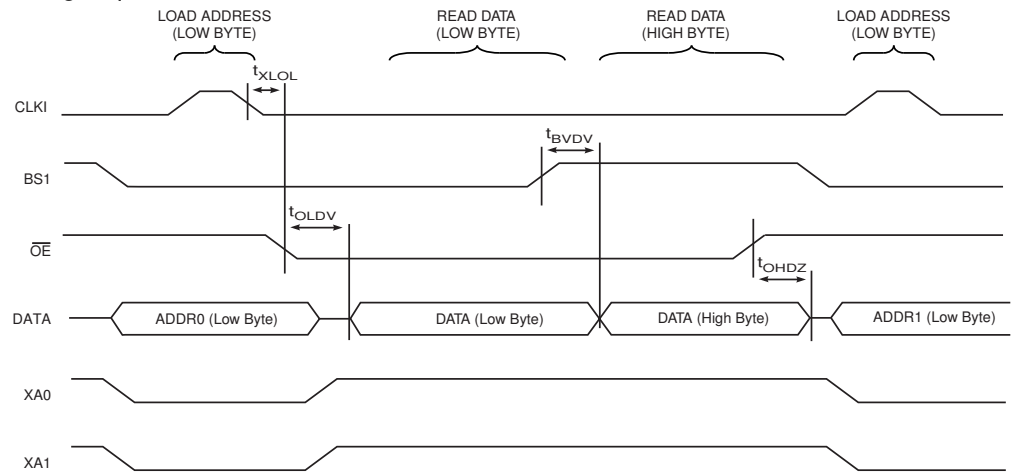 LOAD ADDRESS
(LOW BYTE)
READ DATA
(LOW BYTE)
READ DATA
(HIGH BYTE)
LOAD ADDRESS
(LOW BYTE)
tXLOL
CLKI
tBVDV
BS1
tOLDV
OE
tOHDZ
DATA
ADDR0 (Low Byte)
DATA (Low Byte)
DATA (High Byte)
ADDR1 (Low Byte)
XA0
XA1